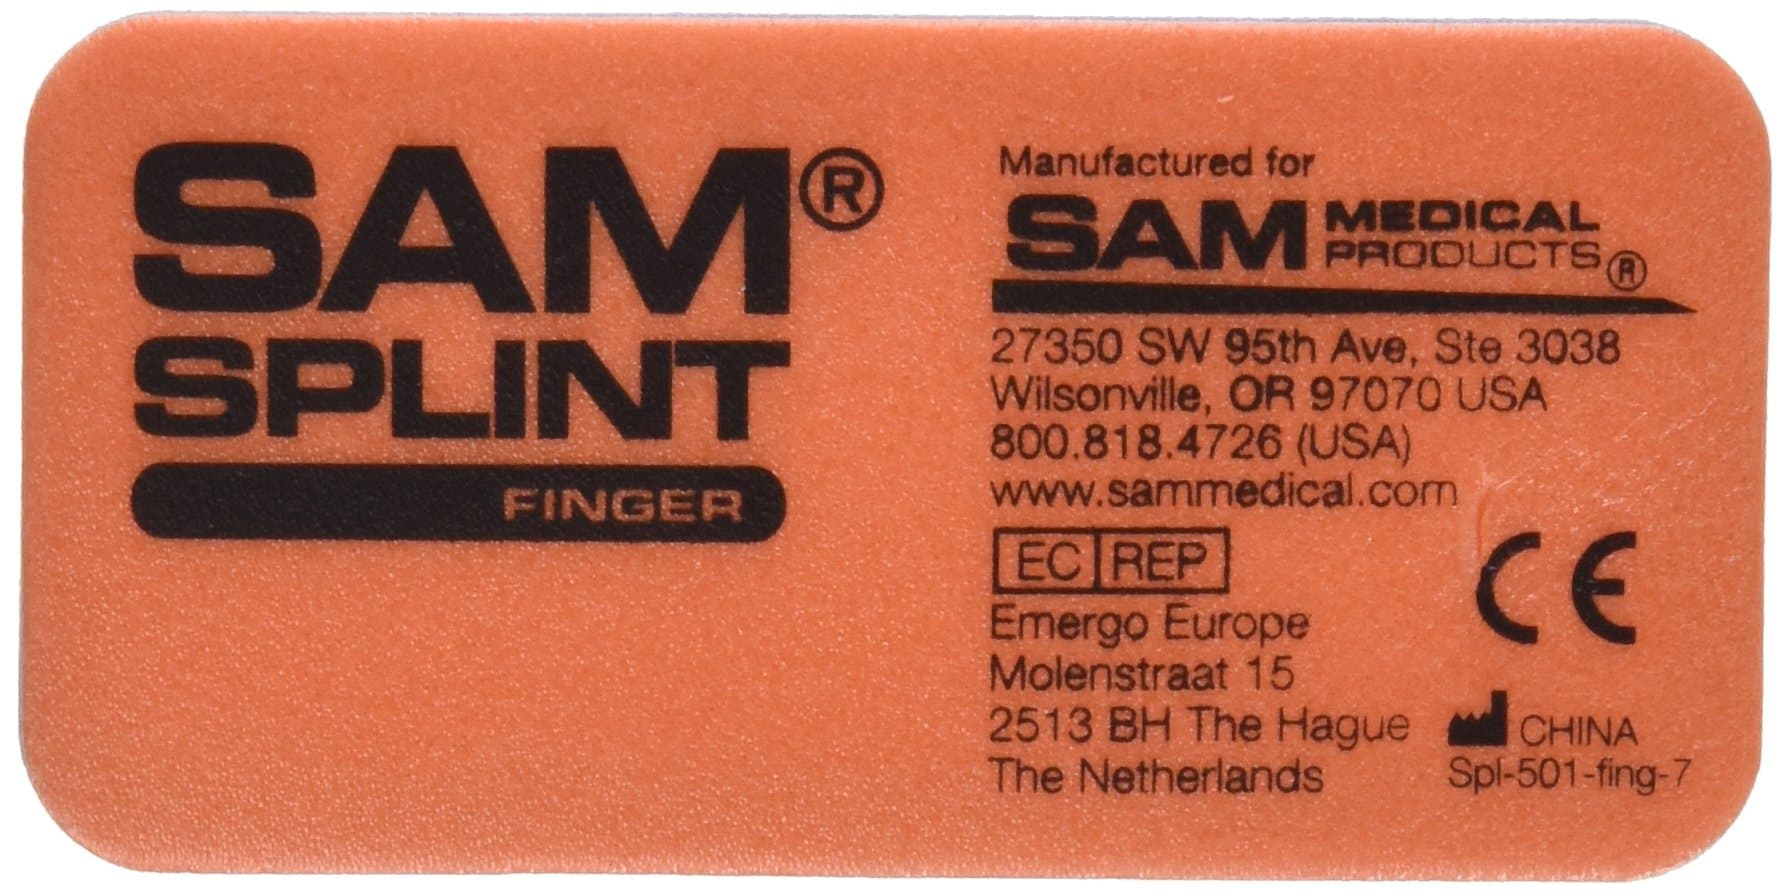 SAM®
SPLINT
FINGER
Manufactured for
SAM MEDICAL
PRODUCTS®
27350 SW 95th Ave, Ste 3038
Wilsonville, OR 97070 USA
800.818.4726 (USA)
www.sammedical.com
EC REP
Emergo Europe
Molenstraat 15
2513 BH The Hague
The Netherlands
CE
CHINA
Spl-501-fing-7